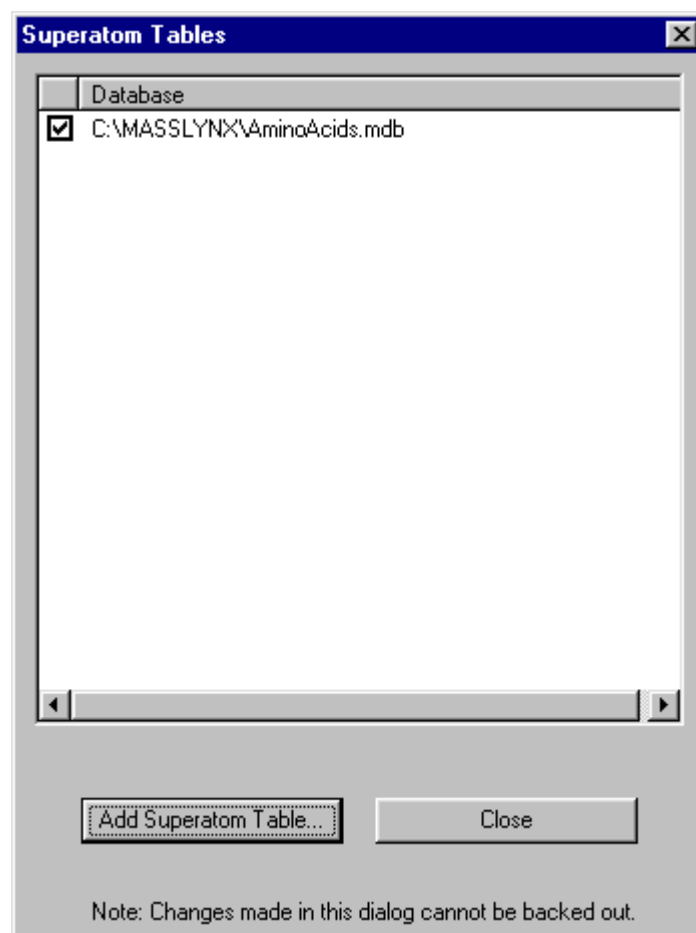 Superatom Tables
Database
C:\MASSLYNX\AminoAcids.mdb
Add Superatom Table... Close
Note: Changes made in this dialog cannot be backed out.